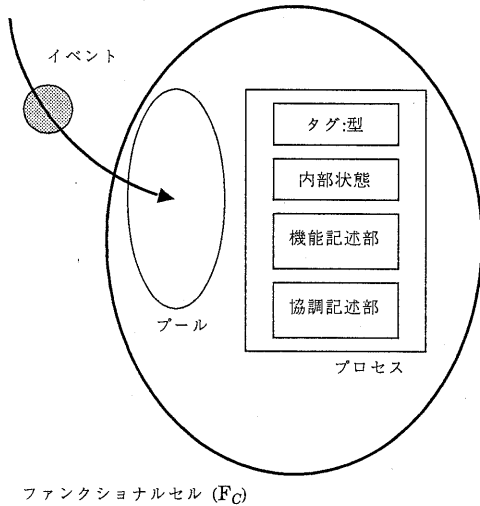 イベント
タグ:型
内部状態
機能記述部
協調記述部
プール
プロセス
ファンクショナルセル (FC)